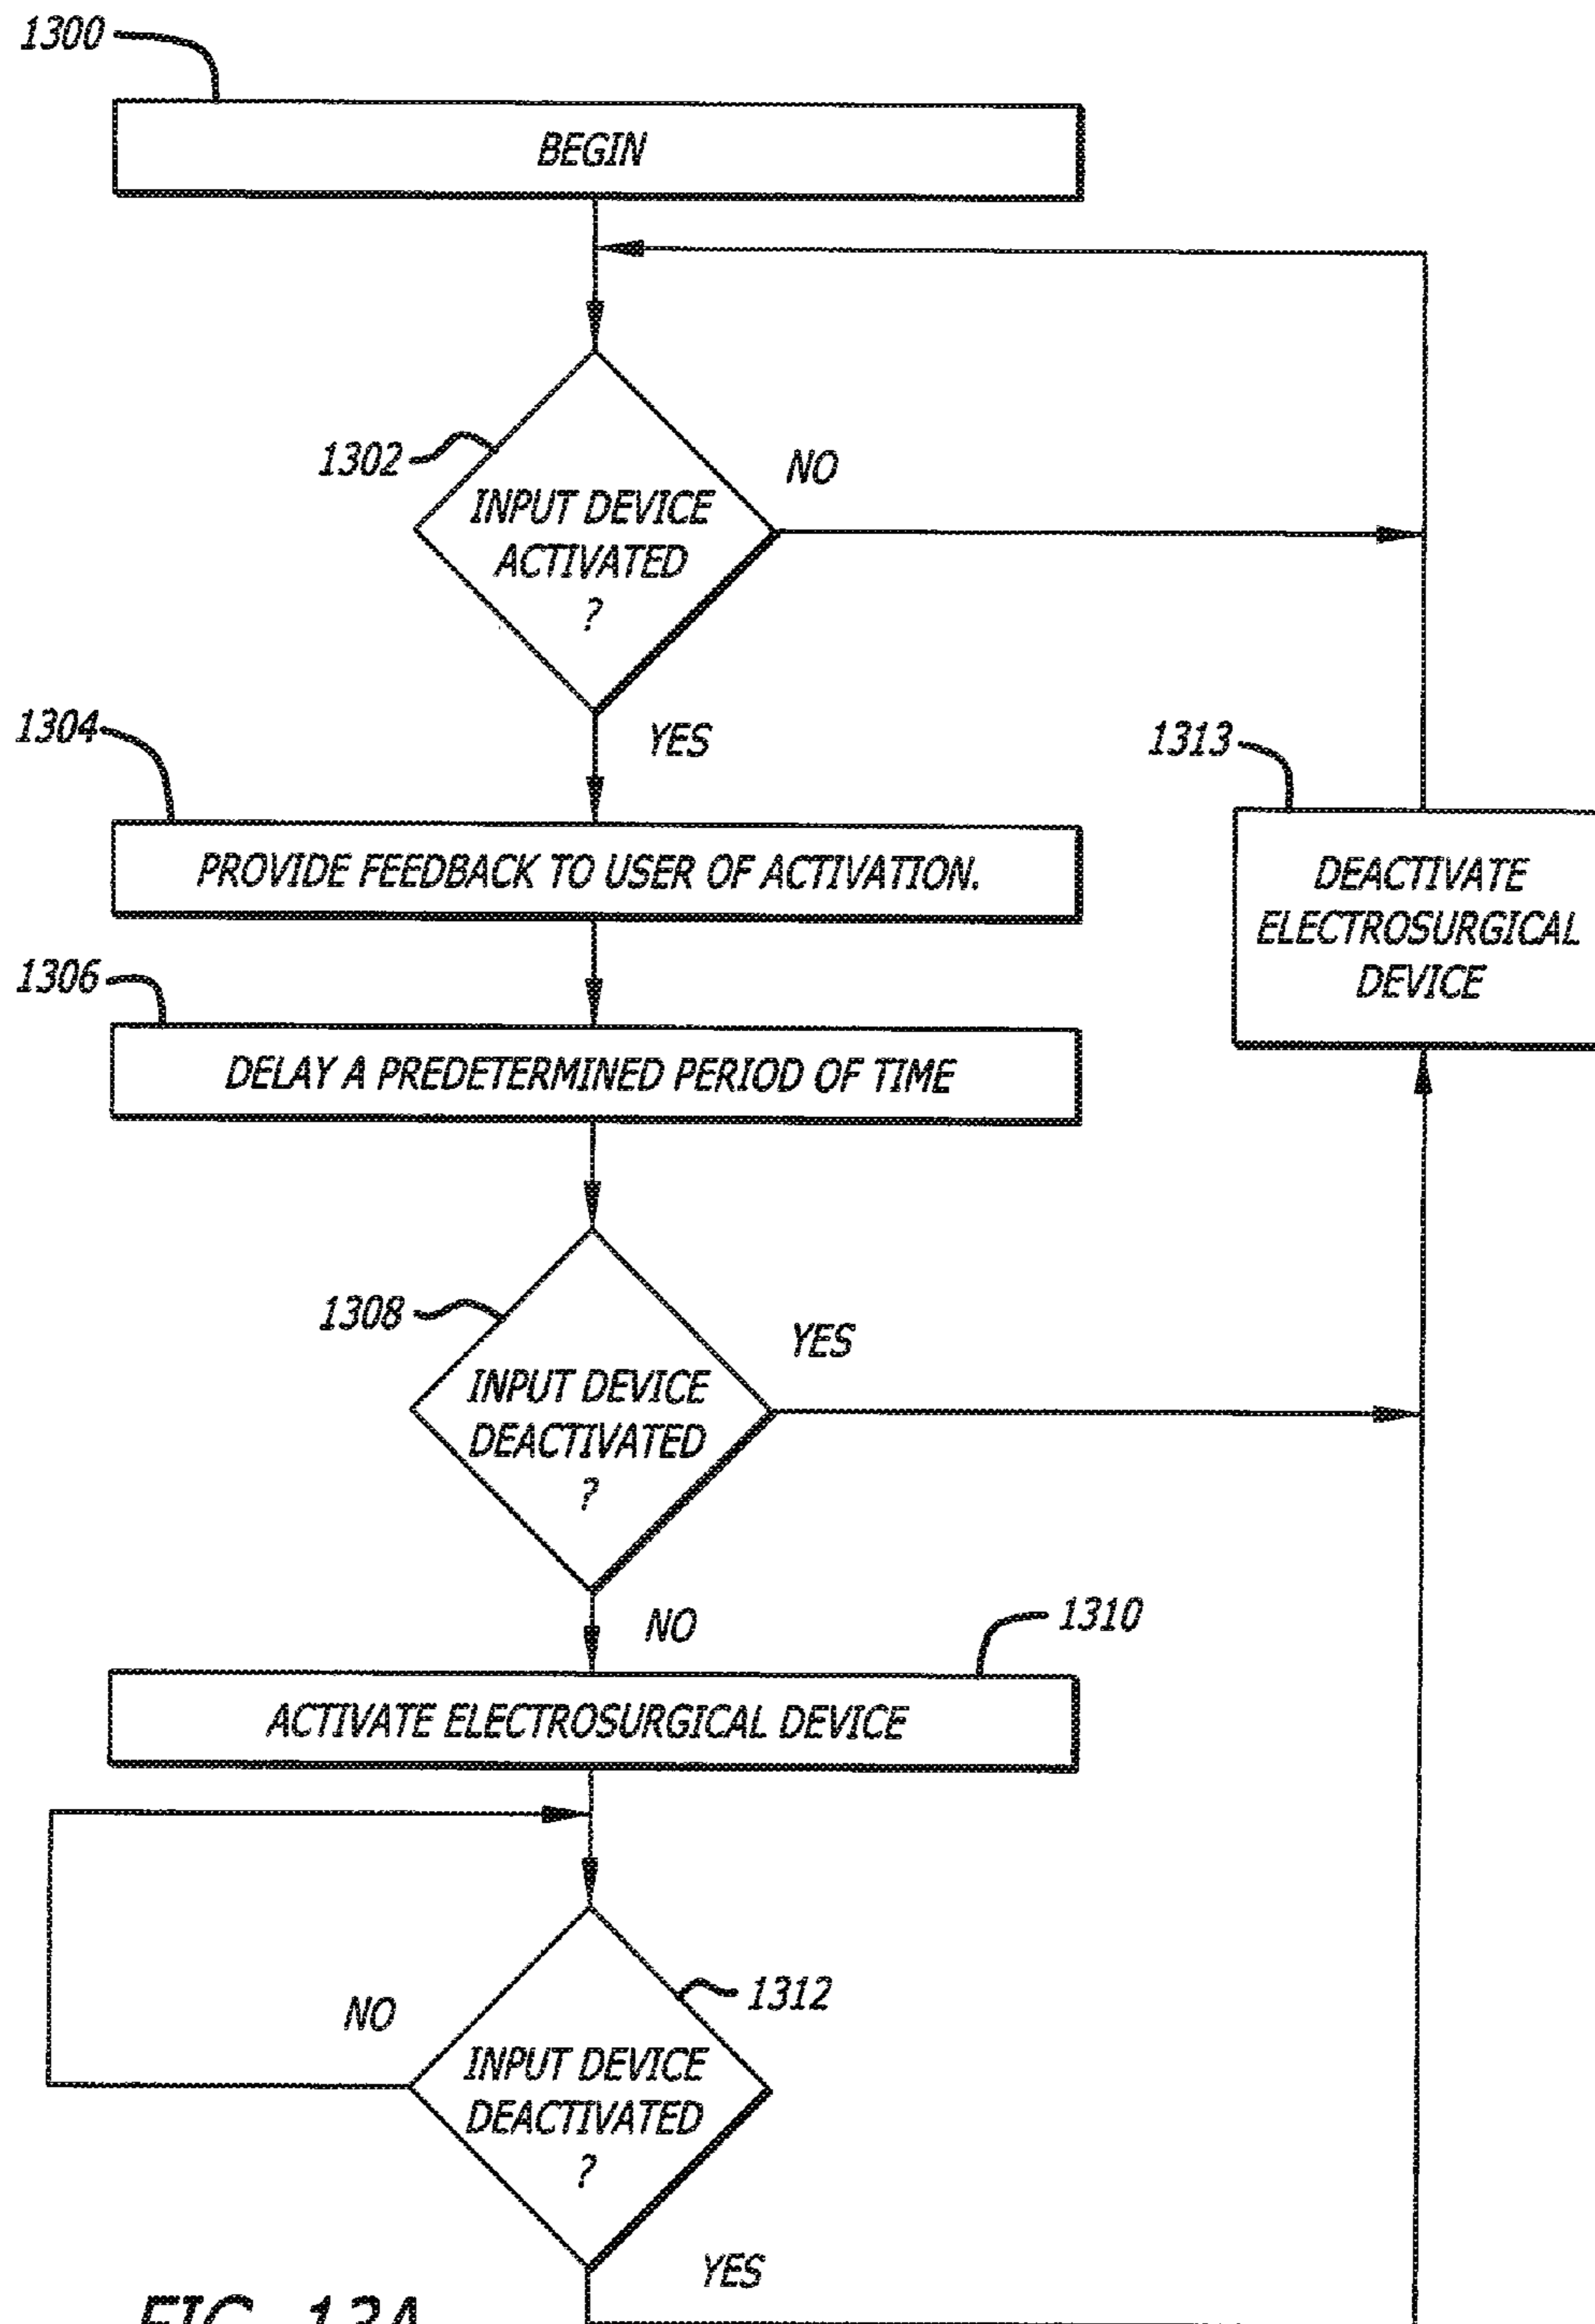 1300
BEGIN
1302
INPUT DEVICE
ACTIVATED
?
NO
YES
1304
PROVIDE FEEDBACK TO USER OF ACTIVATION.
1313
DEACTIVATE
ELECTROSURGICAL
DEVICE
1306
DELAY A PREDETERMINED PERIOD OF TIME
1308
INPUT DEVICE
DEACTIVATED
?
YES
NO
1310
ACTIVATE ELECTROSURGICAL DEVICE
1312
NO
INPUT DEVICE
DEACTIVATED
?
YES
FIG. 13A